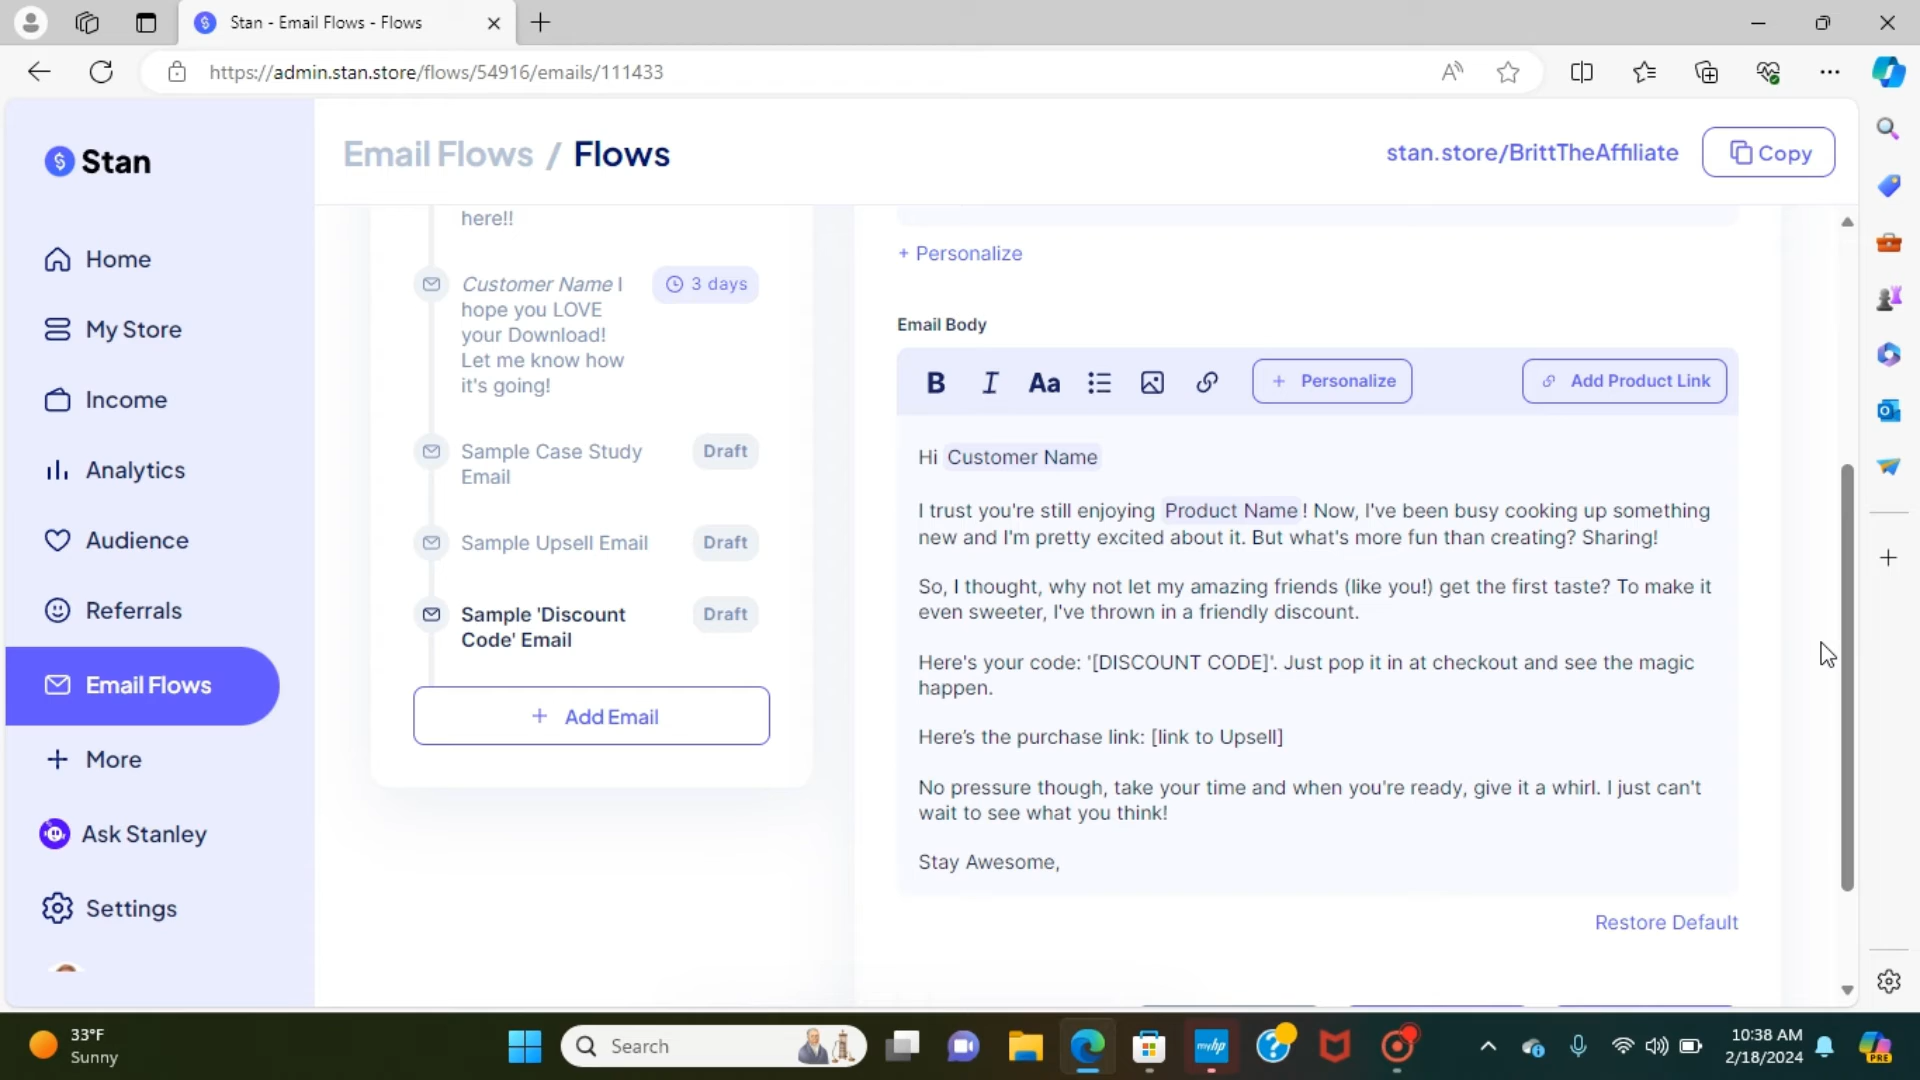 Stan - Email Flows - Flows
https://admin.stan.store/flows/54916/emails/111433
Stan
Email Flows / Flows
stan.store/BrittTheAffiliate
Copy
Home
My Store
Income
Analytics
Audience
Referrals
Email Flows
More
Ask Stanley
Settings
here!!
Customer Name I
hope you LOVE
your Download!
Let me know how
it's going!
3 days
Sample Case Study
Email
Draft
Sample Upsell Email
Draft
Sample 'Discount
Code' Email
Draft
+ Add Email
+ Personalize
Email Body
B I Aa
+ Personalize
Add Product Link
Hi Customer Name
I trust you're still enjoying Product Name! Now, I've been busy cooking up something
new and I'm pretty excited about it. But what's more fun than creating? Sharing!
So, I thought, why not let my amazing friends (like you!) get the first taste? To make it
even sweeter, I've thrown in a friendly discount.
Here's your code: '[DISCOUNT CODE]'. Just pop it in at checkout and see the magic
happen.
Here's the purchase link: [link to Upsell]
No pressure though, take your time and when you're ready, give it a whirl. I just can't
wait to see what you think!
Stay Awesome,
Restore Default
33°F
Sunny
Search
myhp
10:38 AM
2/18/2024
PRE